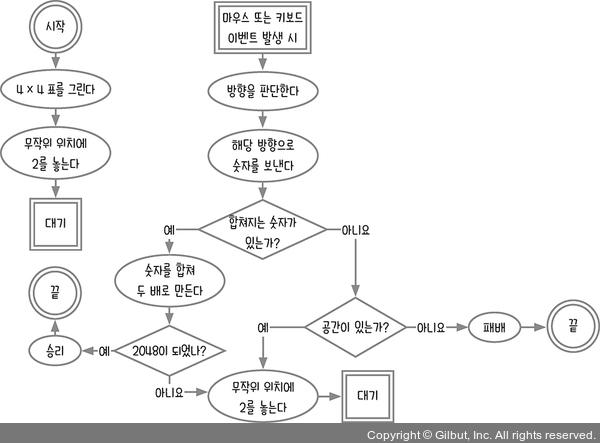 시작
4 × 4 표를 그린다
무작위 위치에
2를 놓는다
대기
마우스 또는 키보드
이벤트 발생 시
방향을 판단한다
해당 방향으로
숫자를 보낸다
합쳐지는 숫자가
있는가?
예
아니요
숫자를 합쳐
두 배로 만든다
2048이 되었나?
예
승리
끝
아니요
공간이 있는가?
예
아니요
패배
끝
무작위 위치에
2를 놓는다
대기
Copyright © Gilbut, Inc. All rights reserved.